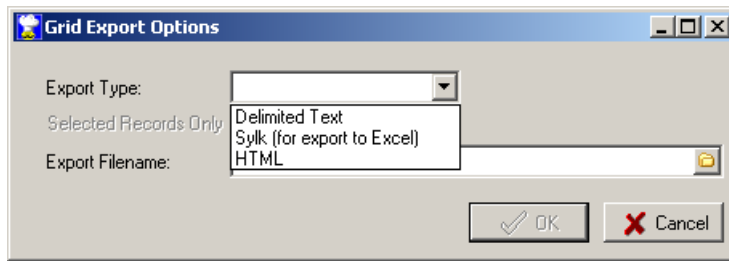 Grid Export Options
Export Type:
Delimited Text
Selected Records Only
Sylk (for export to Excel)
HTML
Export Filename:
OK
Cancel